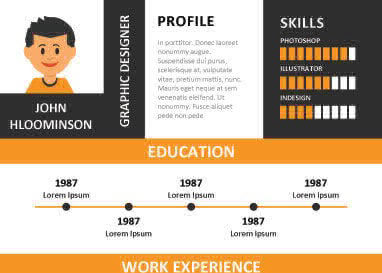 JOHN
HLOOMINSON
GRAPHIC DESIGNER
PROFILE
In porttitor. Donec laoreet
nonummy augue.
Suspendisse dui purus,
scelerisque at, vulputate
vitae, pretium mattis, nunc.
Mauris eget neque at sem
venenatis eleifend. Ut
nonummy. Fusce aliquet
pede non pede
SKILLS
PHOTOSHOP
ILLUSTRATOR
INDESIGN
EDUCATION
1987
Lorem Ipsum
1987
Lorem Ipsum
1987
Lorem Ipsum
1987
Lorem Ipsum
1987
Lorem Ipsum
WORK EXPERIENCE